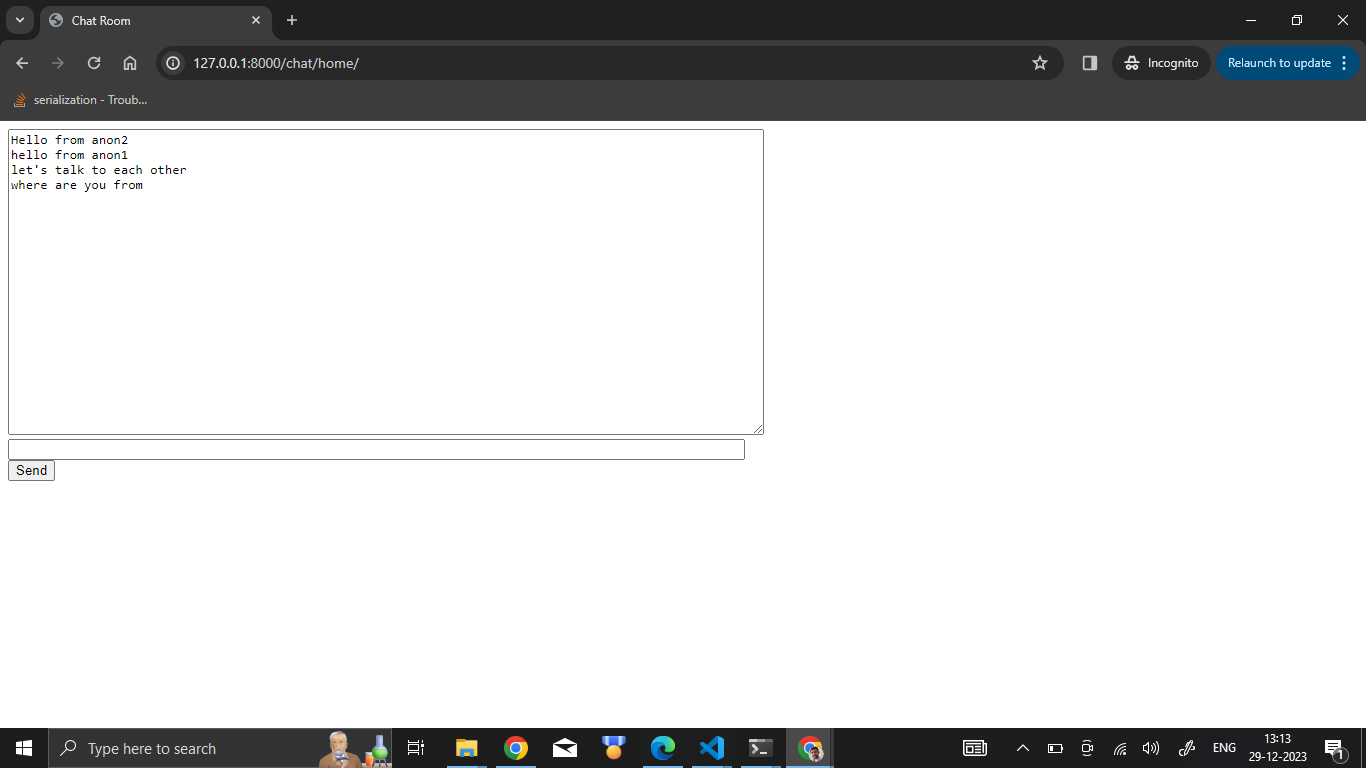 Chat Room
127.0.0.1:8000/chat/home/
Incognito
Relaunch to update
serialization - Troub...
Hello from anon2
hello from anon1
let's talk to each other
where are you from
Send
Type here to search
ENG
13:13
29-12-2023
1